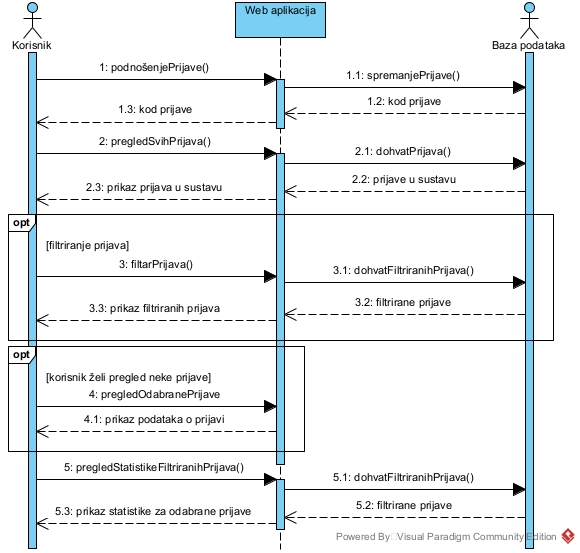 Web aplikacija
Korisnik
Baza podataka
1: podnošenjePrijave()
1.1: spremanjePrijave()
1.2: kod prijave
1.3: kod prijave
2: pregledSvihPrijava()
2.1: dohvatPrijava()
2.2: prijave u sustavu
2.3: prikaz prijava u sustavu
opt
[filtriranje prijava]
3: filtarPrijava()
3.1: dohvatFiltriranihPrijava()
3.2: filtrirane prijave
3.3: prikaz filtriranih prijava
opt
[korisnik želi pregled neke prijave]
4: pregledOdabranePrijave
4.1: prikaz podataka o prijavi
5: pregledStatistikeFiltriranihPrijava()
5.1: dohvatFiltriranihPrijava()
5.2: filtrirane prijave
5.3: prikaz statistike za odabrane prijave
Powered By Visual Paradigm Community Edition